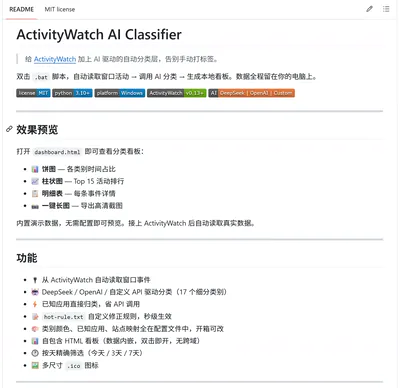 README
MIT license
ActivityWatch AI Classifier
给 ActivityWatch 加上 AI 驱动的自动分类层，告别手动打标签。
双击 .bat 脚本，自动读取窗口活动 → 调用 AI 分类 → 生成本地看板。数据全程留在你的电脑上。
license MIT python 3.10+ platform Windows ActivityWatch v0.13+ AI DeepSeek | OpenAI | Custom
效果预览
打开 dashboard.html 即可查看分类看板：
饼图 — 各类别时间占比
柱状图 — Top 15 活动排行
明细表 — 每条事件详情
一键长图 — 导出高清截图
内置演示数据，无需配置即可预览。接上 ActivityWatch 后自动读取真实数据。
功能
从 ActivityWatch 自动读取窗口事件
DeepSeek / OpenAI / 自定义 API 驱动分类（17 个细分类别）
已知应用直接归类，省 API 调用
hot-rule.txt 自定义修正规则，秒级生效
类别颜色、已知应用、站点映射全在配置文件中，开箱可改
自包含 HTML 看板（数据内嵌，双击即开，无跨域）
按天精确筛选（今天 / 3天 / 7天）
多尺寸 .ico 图标